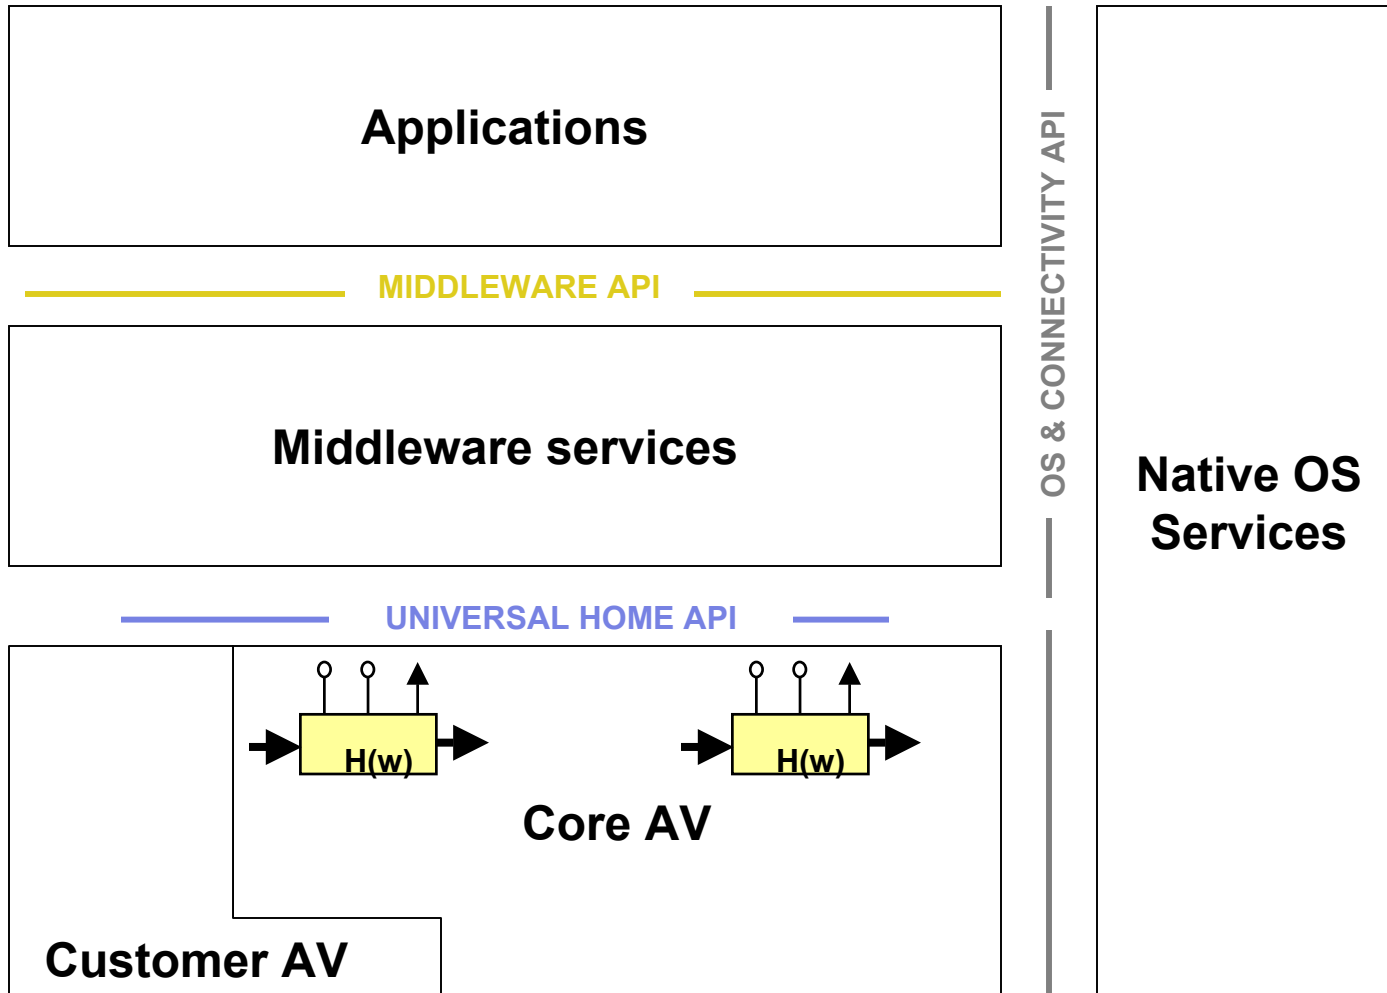 Applications
MIDDLEWARE API
Middleware services
UNIVERSAL HOME API
H(w)
H(w)
Core AV
Customer AV
OS & CONNECTIVITY API
Native OS
Services